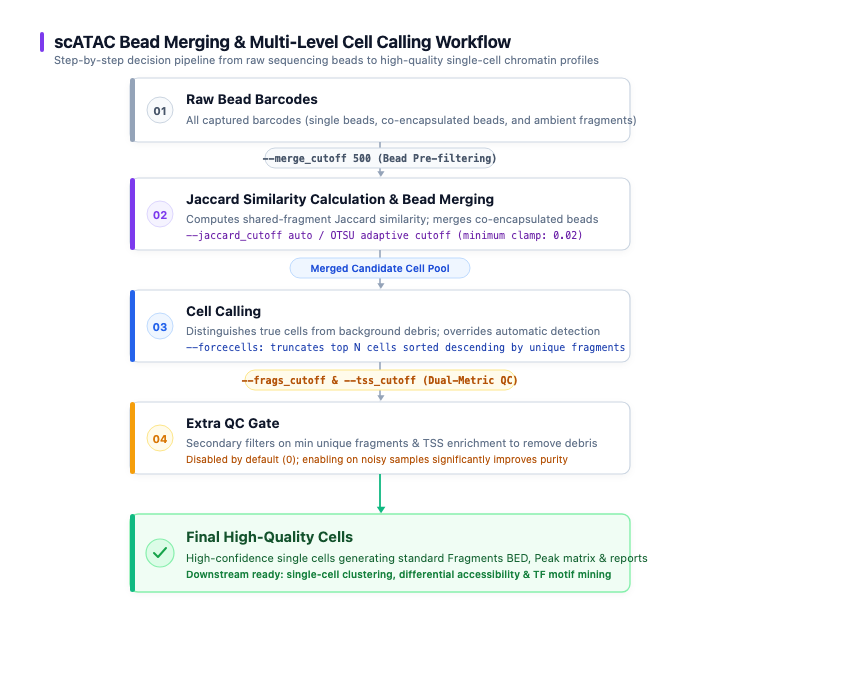 scATAC Bead Merging & Multi-Level Cell Calling Workflow
Step-by-step decision pipeline from raw sequencing beads to high-quality single-cell chromatin profiles
01
Raw Bead Barcodes
All captured barcodes (single beads, co-encapsulated beads, and ambient fragments)
--merge_cutoff 500 (Bead Pre-filtering)
02
Jaccard Similarity Calculation & Bead Merging
Computes shared-fragment Jaccard similarity; merges co-encapsulated beads
--jaccard_cutoff auto / OTSU adaptive cutoff (minimum clamp: 0.02)
Merged Candidate Cell Pool
03
Cell Calling
Distinguishes true cells from background debris; overrides automatic detection
--forcecells: truncates top N cells sorted descending by unique fragments
--frags_cutoff & --tss_cutoff (Dual-Metric QC)
04
Extra QC Gate
Secondary filters on min unique fragments & TSS enrichment to remove debris
Disabled by default (0); enabling on noisy samples significantly improves purity
Final High-Quality Cells
High-confidence single cells generating standard Fragments BED, Peak matrix & reports
Downstream ready: single-cell clustering, differential accessibility & TF motif mining